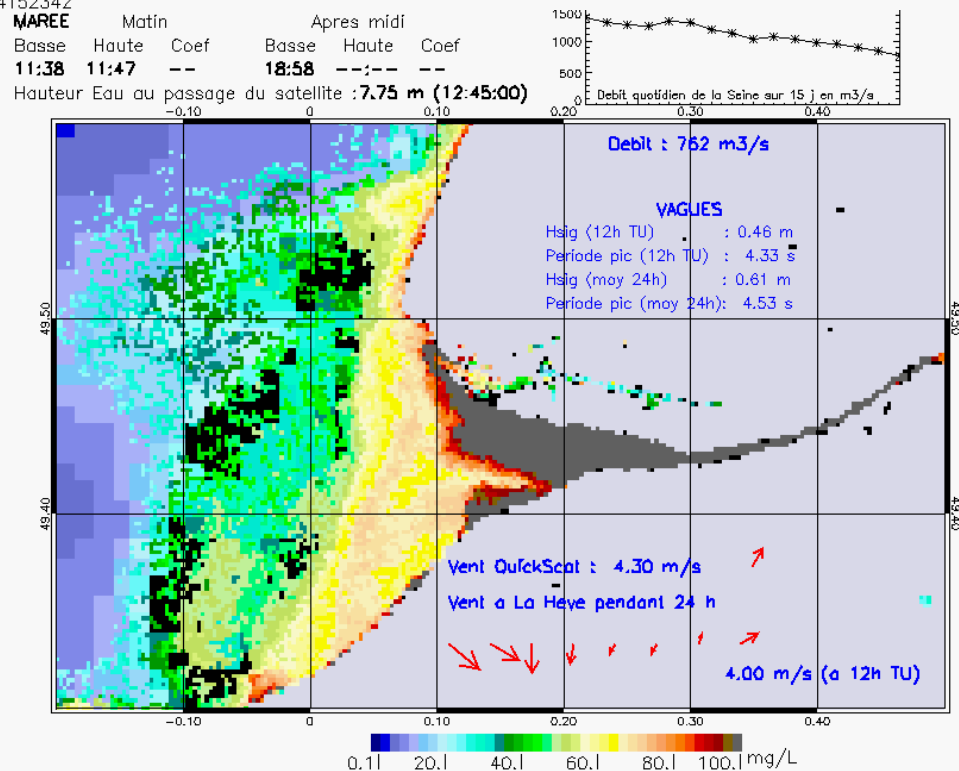 MAREE Matin Apres midi
Basse Haute Coef Basse Haute Coef
11:38 11:47 -- 18:58 --:-- --
Hauteur Eau au passage du satellite : 7.75 m (12:45:00)
1500
1000
500
0
Debit quotidien de la Seine sur 15 j en m3/s
-0.10 0 0.10 0.20 0.30 0.40
Debit : 762 m3/s
VAGUES
Hsig (12h TU) : 0.46 m
Periode pic (12h TU) : 4.33 s
Hsig (moy 24h) : 0.61 m
Periode pic (moy 24h): 4.53 s
49.50 49.50
49.40 49.40
Vent QuickScat : 4.30 m/s
Vent a La Heve pendant 24 h
4.00 m/s (a 12h TU)
-0.10 0 0.10 0.20 0.30 0.40
0.1 20. 40. 60. 80. 100. mg/L